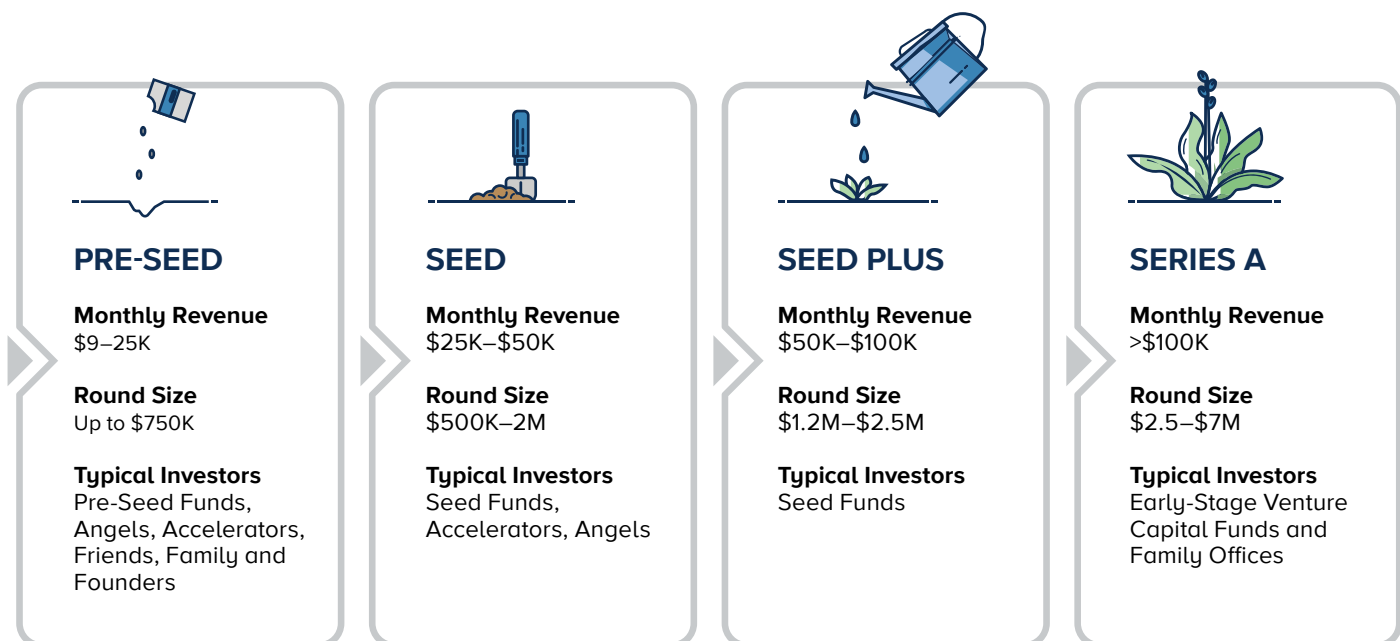 PRE-SEED
Monthly Revenue
$9–25K
Round Size
Up to $750K
Typical Investors
Pre-Seed Funds,
Angels, Accelerators,
Friends, Family and
Founders
SEED
Monthly Revenue
$25K–$50K
Round Size
$500K–2M
Typical Investors
Seed Funds,
Accelerators, Angels
SEED PLUS
Monthly Revenue
$50K–$100K
Round Size
$1.2M–$2.5M
Typical Investors
Seed Funds
SERIES A
Monthly Revenue
>$100K
Round Size
$2.5–$7M
Typical Investors
Early-Stage Venture
Capital Funds and
Family Offices